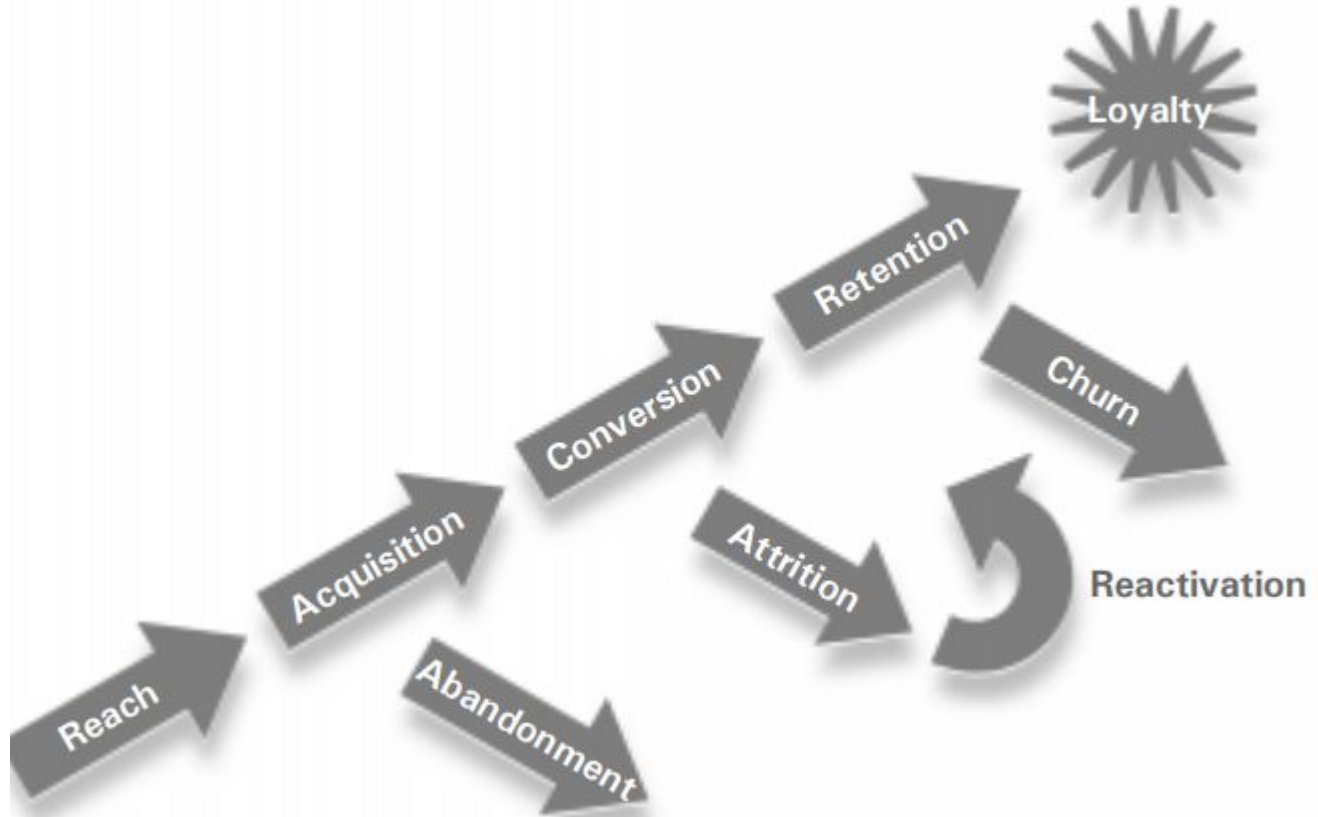 Loyalty
Retention
Churn
Conversion
Attrition
Reactivation
Acquisition
Abandonment
Reach